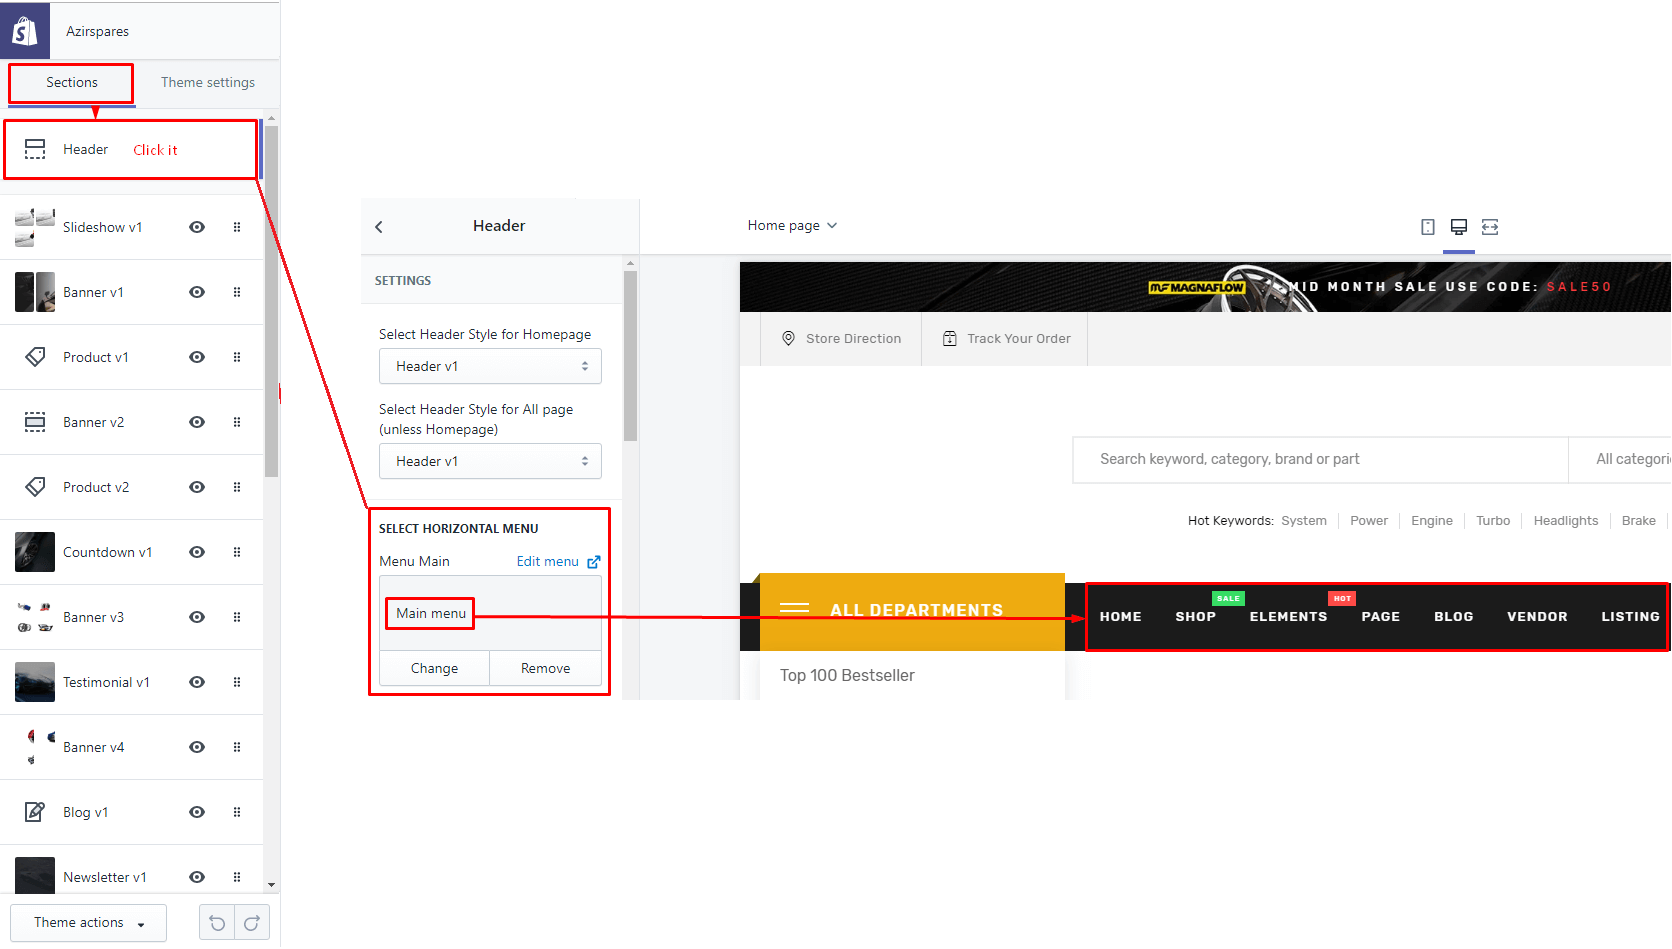 Azirspares
Sections
Theme settings
Header
Click it
Slideshow v1
Banner v1
Product v1
Banner v2
Product v2
Countdown v1
Banner v3
Testimonial v1
Banner v4
Blog v1
Newsletter v1
Theme actions
Header
SETTINGS
Select Header Style for Homepage
Header v1
Select Header Style for All page
(unless Homepage)
Header v1
SELECT HORIZONTAL MENU
Menu Main
Edit menu
Main menu
Change
Remove
Home page
MF MAGNAFLOW
MID MONTH SALE USE CODE: SALE50
Store Direction
Track Your Order
Search keyword, category, brand or part
All categori
Hot Keywords: System Power Engine Turbo Headlights Brake
ALL DEPARTMENTS
SALE
HOT
HOME SHOP ELEMENTS PAGE BLOG VENDOR LISTING
Top 100 Bestseller